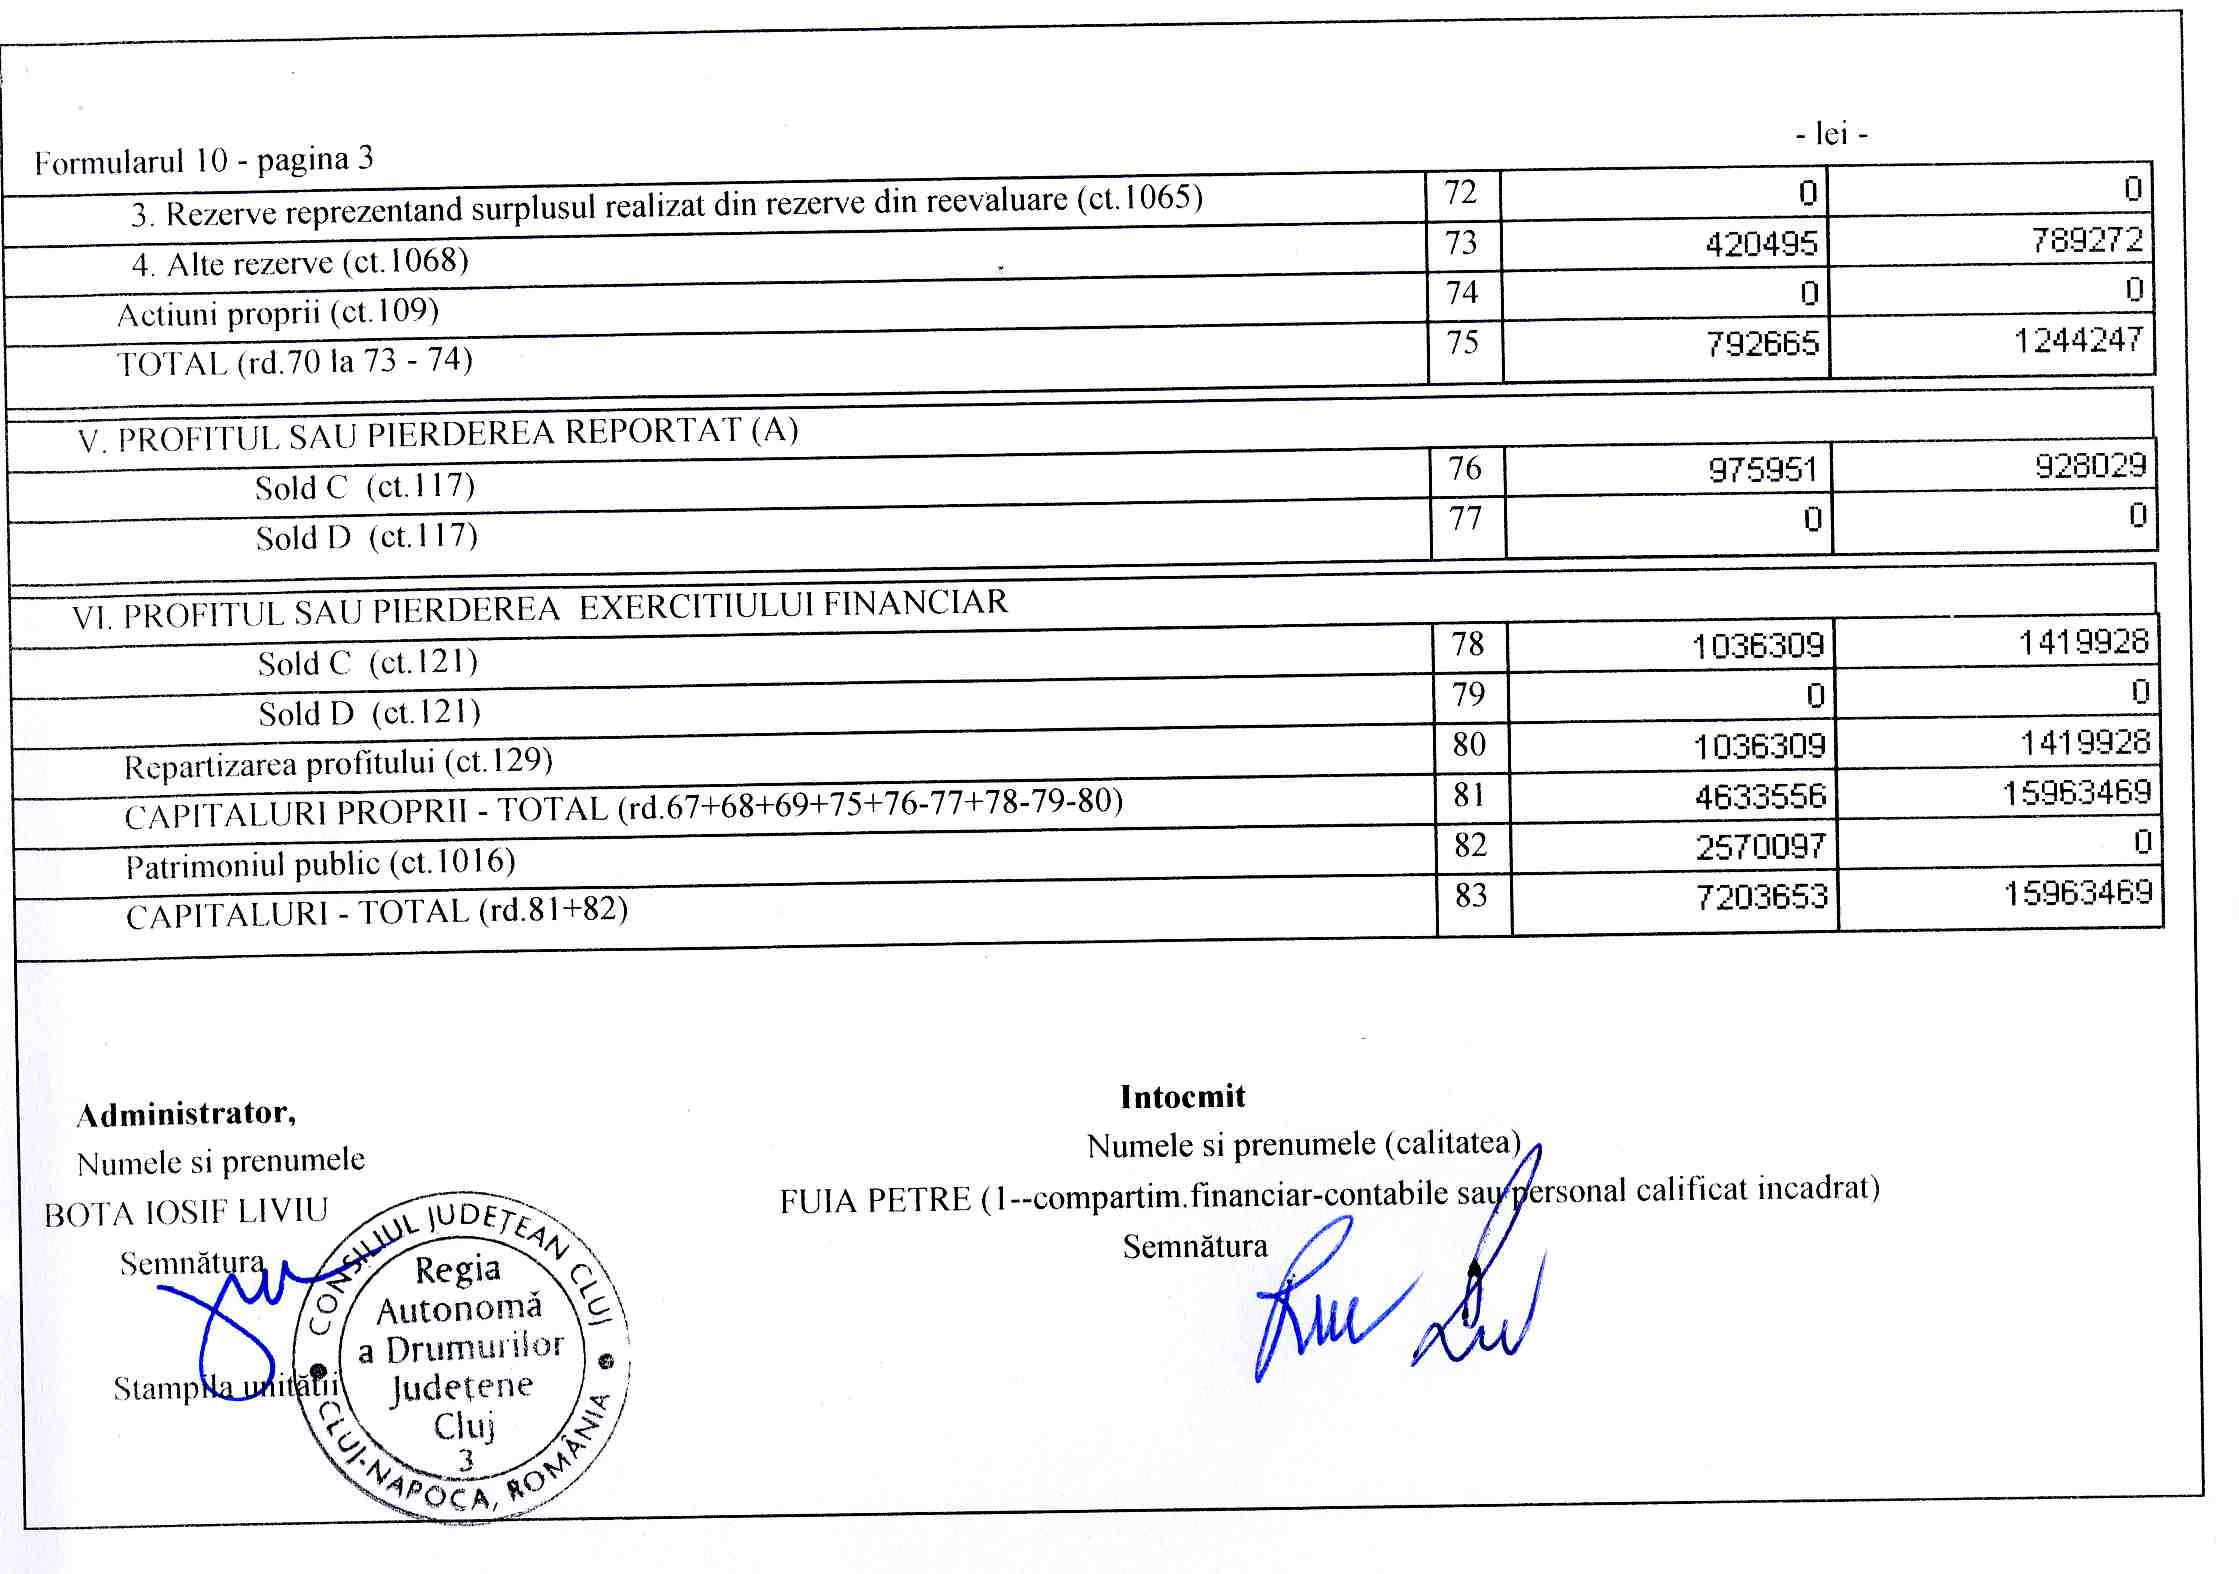 - lei -
Formularul 10 - pagina 3
3. Rezerve reprezentand surplusul realizat din rezerve din reevaluare (ct.1065) 72 0 0
4. Alte rezerve (ct.1068) 73 420495 789272
Actiuni proprii (ct.109) 74 0 0
TOTAL (rd.70 la 73 - 74) 75 792665 1244247
V. PROFITUL SAU PIERDEREA REPORTAT (A)
Sold C (ct.117) 76 975951 928029
Sold D (ct.117) 77 0 0
VI. PROFITUL SAU PIERDEREA EXERCITIULUI FINANCIAR
Sold C (ct.121) 78 1036309 1419928
Sold D (ct.121) 79 0 0
Repartizarea profitului (ct.129) 80 1036309 1419928
CAPITALURI PROPRII - TOTAL (rd.67+68+69+75+76-77+78-79-80) 81 4633556 15963469
Patrimoniul public (ct.1016) 82 2570097 0
CAPITALURI - TOTAL (rd.81+82) 83 7203653 15963469
Administrator,
Numele si prenumele
BOTA IOSIF LIVIU
Semnătura
Stampila unitătii
Intocmit
Numele si prenumele (calitatea)
FUIA PETRE (1--compartim.financiar-contabile sau personal calificat incadrat)
Semnătura
CONSILIUL JUDEȚEAN CLUJ
Regia
Autonomă
a Drumurilor
Județene
Cluj
3
CLUJ-NAPOCA, ROMÂNIA